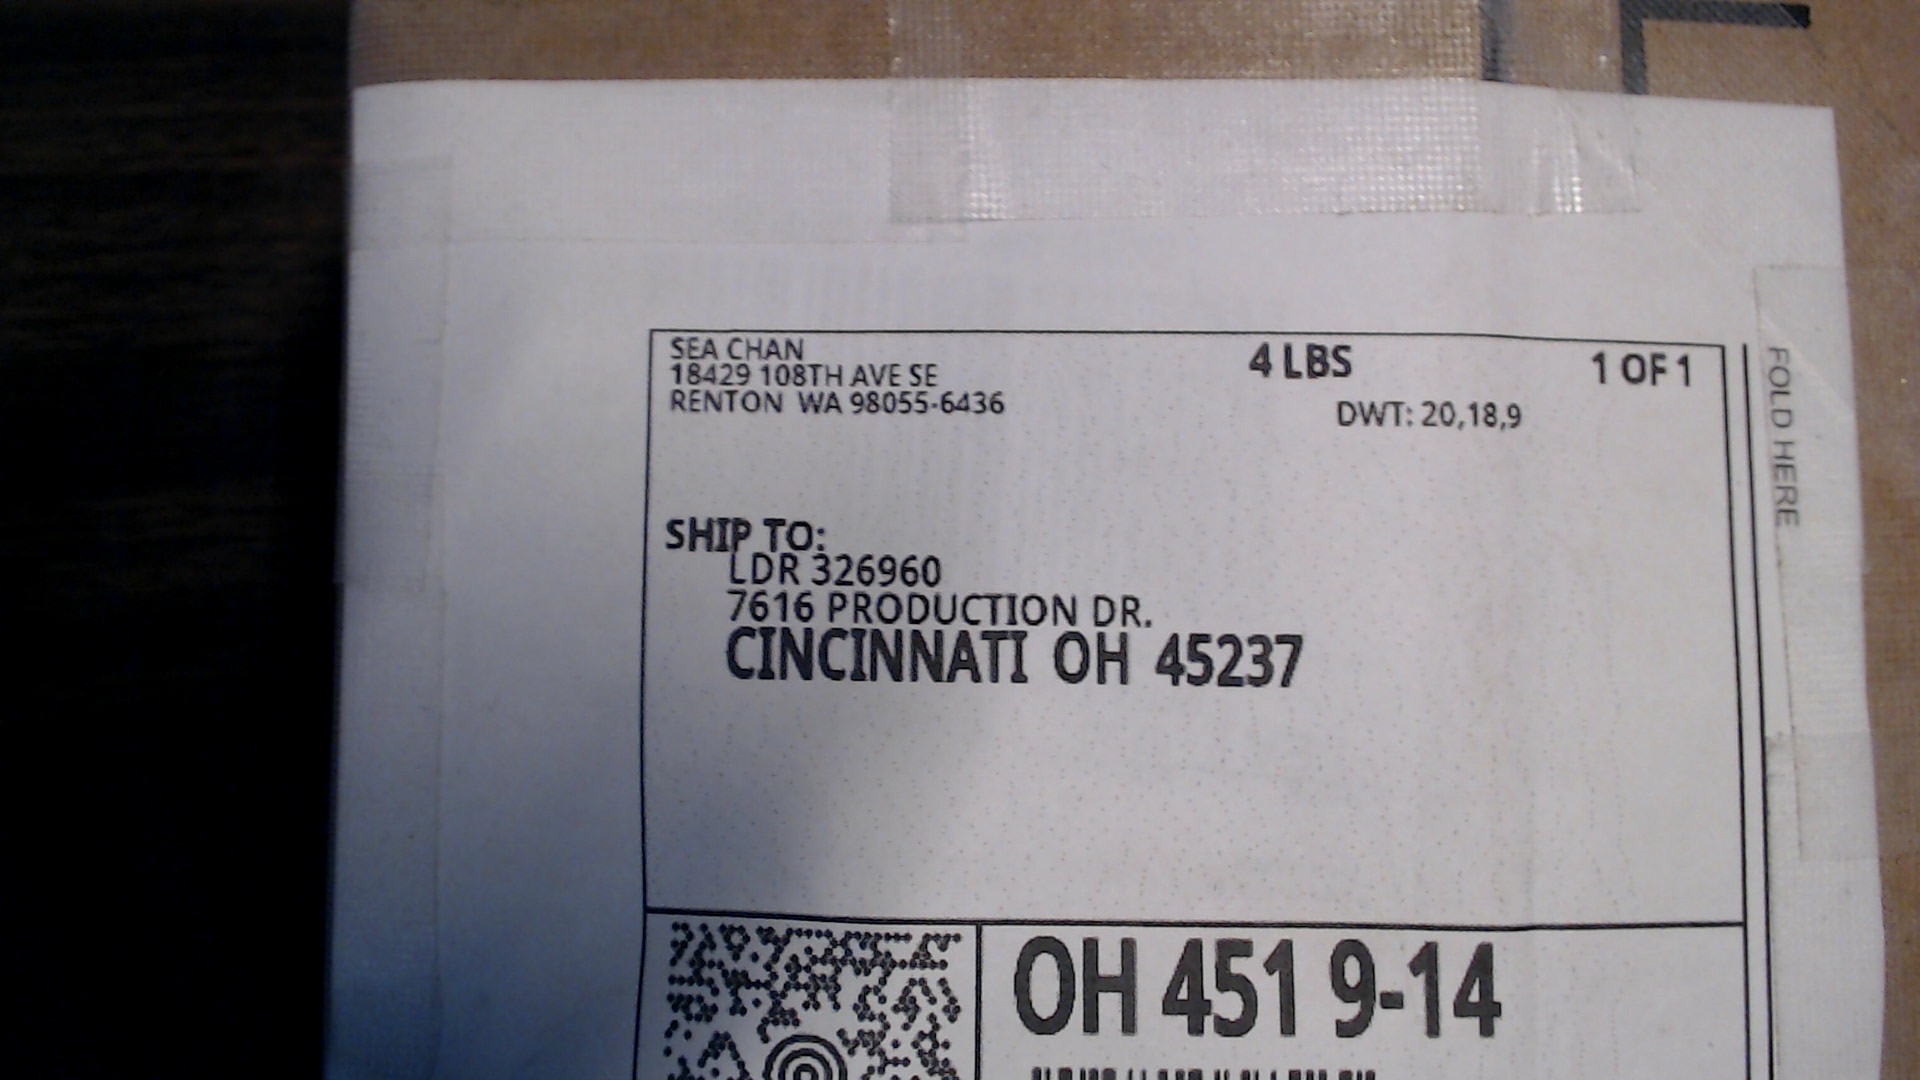 SEA CHAN
18429 108TH AVE SE
RENTON WA 98055-6436
4 LBS
1 OF 1
DWT: 20,18,9
SHIP TO:
LDR 326960
7616 PRODUCTION DR.
CINCINNATI OH 45237
OH 451 9-14
FOLD HERE